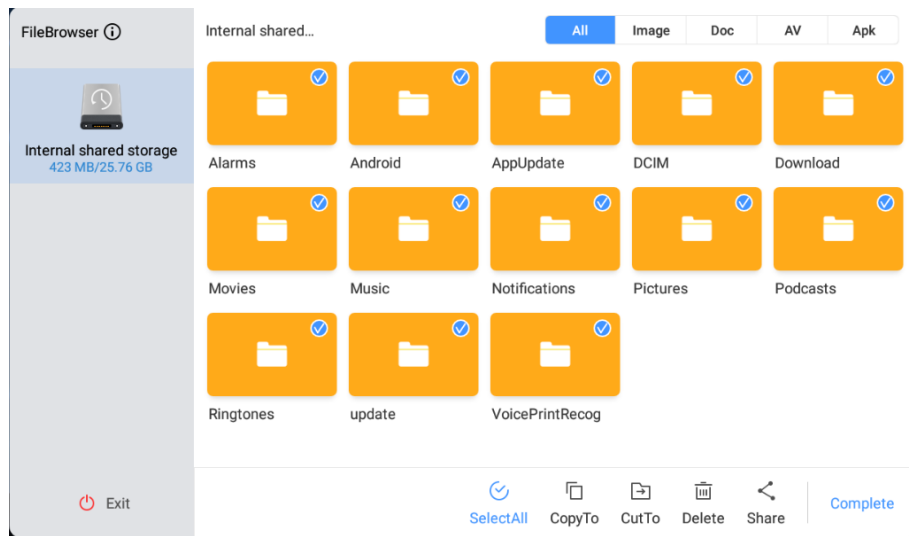 FileBrowser
Internal shared...
All
Image
Doc
AV
Apk
Internal shared storage
423 MB/25.76 GB
Alarms
Android
AppUpdate
DCIM
Download
Movies
Music
Notifications
Pictures
Podcasts
Ringtones
update
VoicePrintRecog
Exit
SelectAll
CopyTo
CutTo
Delete
Share
Complete